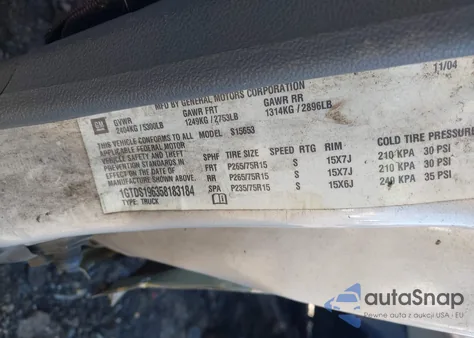 MFD BY GENERAL MOTORS CORPORATION 11/04
GM GVWR GAWR FRT GAWR RR
2404KG / 5300LB 1249KG / 2753LB 1314KG / 2896LB
THIS VEHICLE CONFORMS TO ALL MODEL S15653
APPLICABLE FEDERAL MOTOR
VEHICLE SAFETY AND THEFT
PREVENTION STANDARDS IN
EFFECT ON THE DATE OF
MANUFACTURE SHOWN ABOVE.
1GTDS196358183184
TYPE: TRUCK
SPHF TIRE SIZE SPEED RTG RIM COLD TIRE PRESSURE
FRT P265/75R15 S 15X7J 210 KPA 30 PSI
RR P265/75R15 S 15X7J 210 KPA 30 PSI
SPA P235/75R15 S 15X6J 240 KPA 35 PSI
autoSnap
Pewne auta z aukcji USA - EU